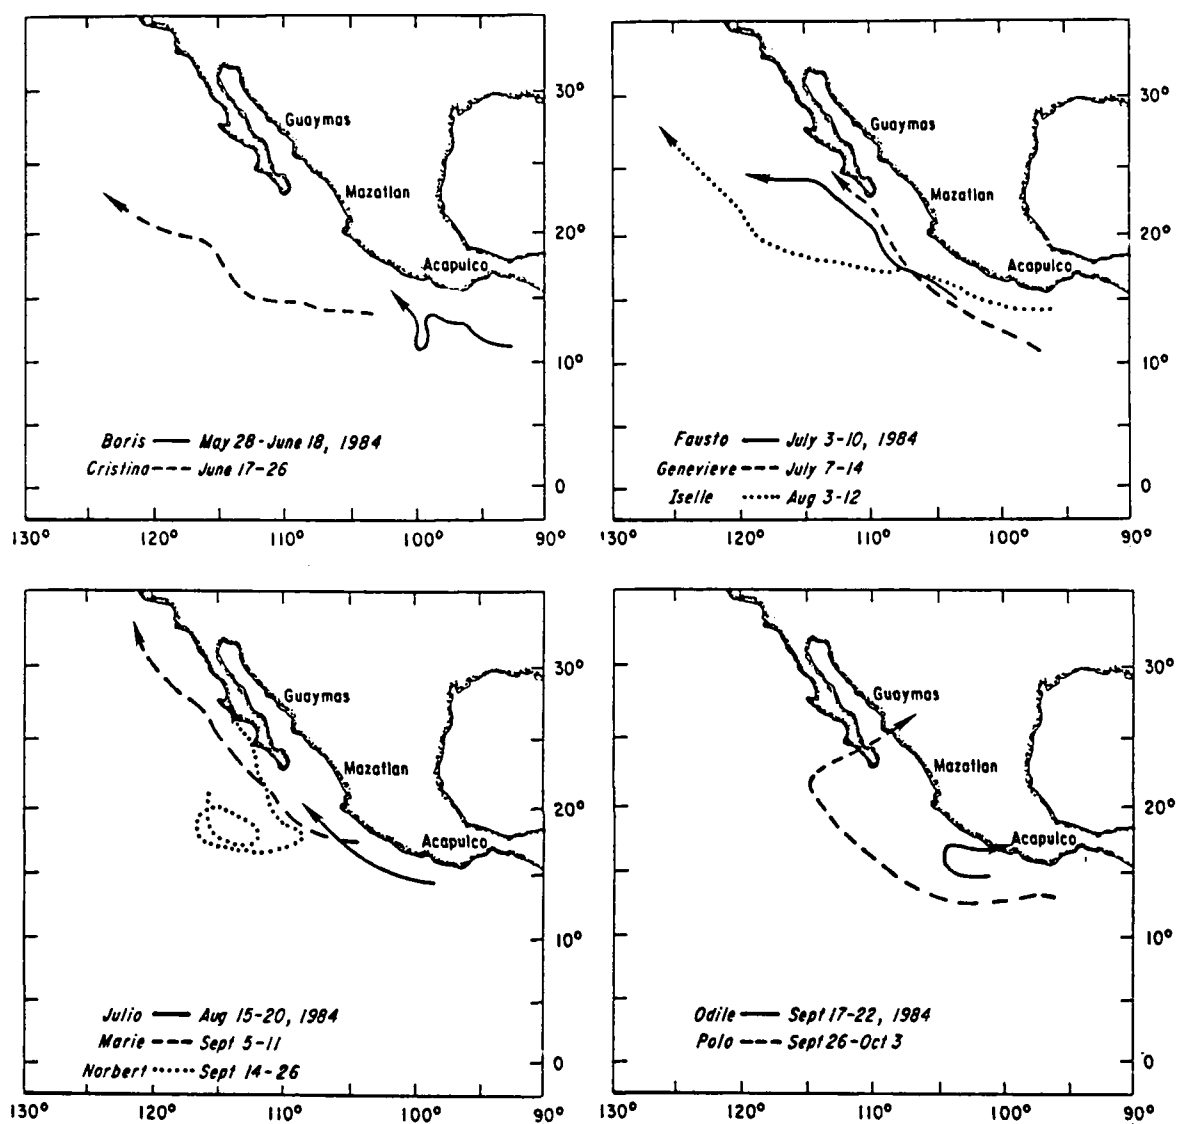 30°
Guaymas
Mazatlan
20°
Acapulco
10°
Boris May 28-June 18, 1984
Cristina June 17-26
0
130° 120° 110° 100° 90°
30°
Guaymas
Mazatlan
20°
Acapulco
10°
Fausto July 3-10, 1984
Genevieve July 7-14
Iselle Aug 3-12
0
130° 120° 110° 100° 90°
30°
Guaymas
Mazatlan
20°
Acapulco
10°
Julio Aug 15-20, 1984
Marie Sept 5-11
Norbert Sept 14-26
0
130° 120° 110° 100° 90°
30°
Guaymas
Mazatlan
20°
Acapulco
10°
Odile Sept 17-22, 1984
Polo Sept 26-Oct 3
0
130° 120° 110° 100° 90°